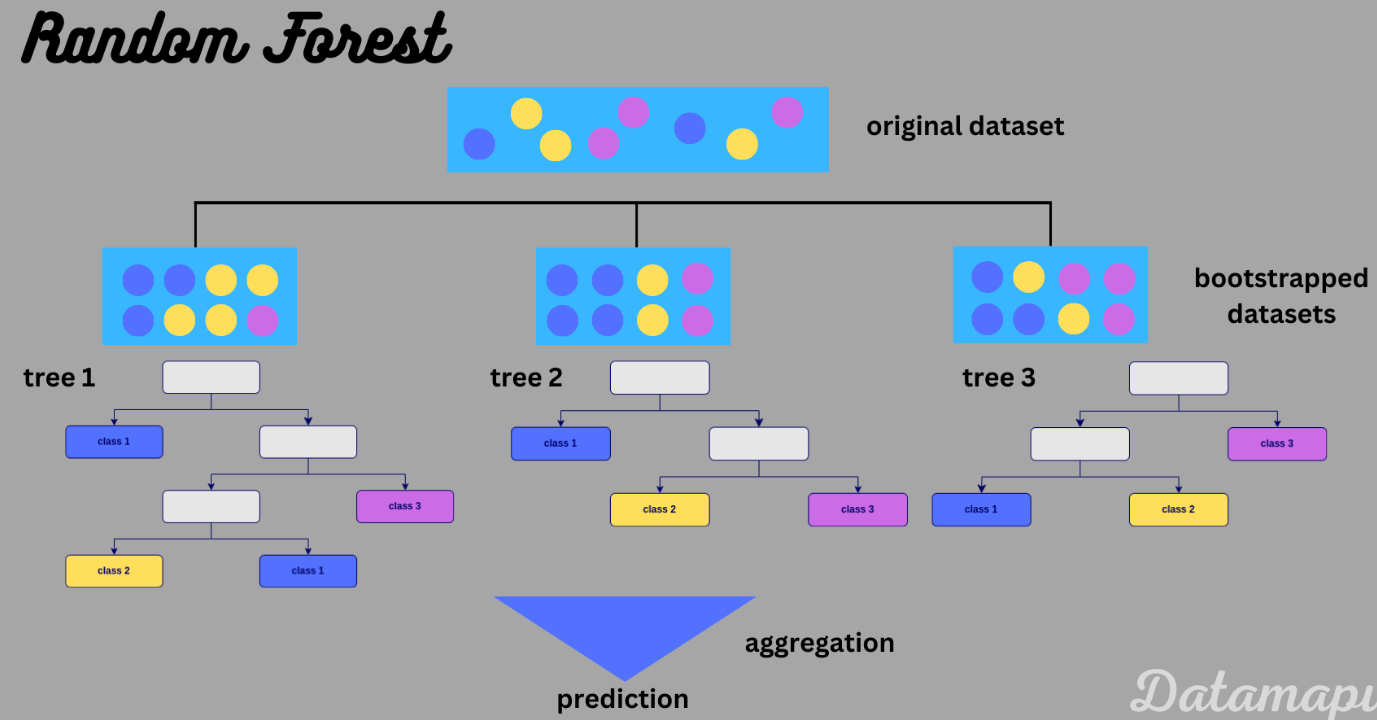 Random Forest
original dataset
bootstrapped
datasets
tree 1
tree 2
tree 3
class 1
class 1
class 3
class 3
class 2
class 3
class 1
class 2
class 2
class 1
aggregation
prediction